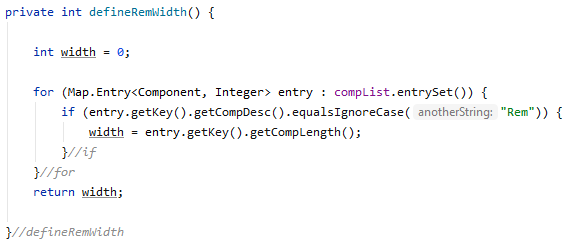 private int defineRemWidth() {
int width = 0;
for (Map.Entry<Component, Integer> entry : compList.entrySet()) {
if (entry.getKey().getCompDesc().equalsIgnoreCase( anotherString: "Rem")) {
width = entry.getKey().getCompLength();
}//if
}//for
return width;
}//defineRemWidth